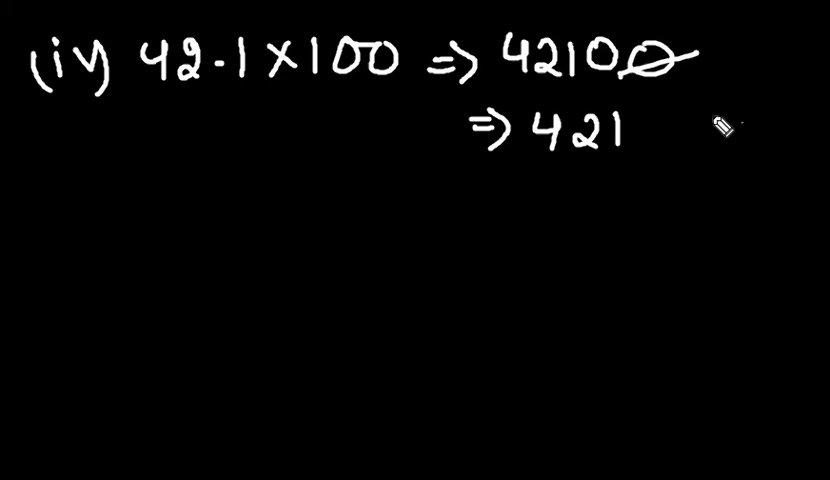 (iv) 42.1 × 100 ⇒ 42100
⇒ 421